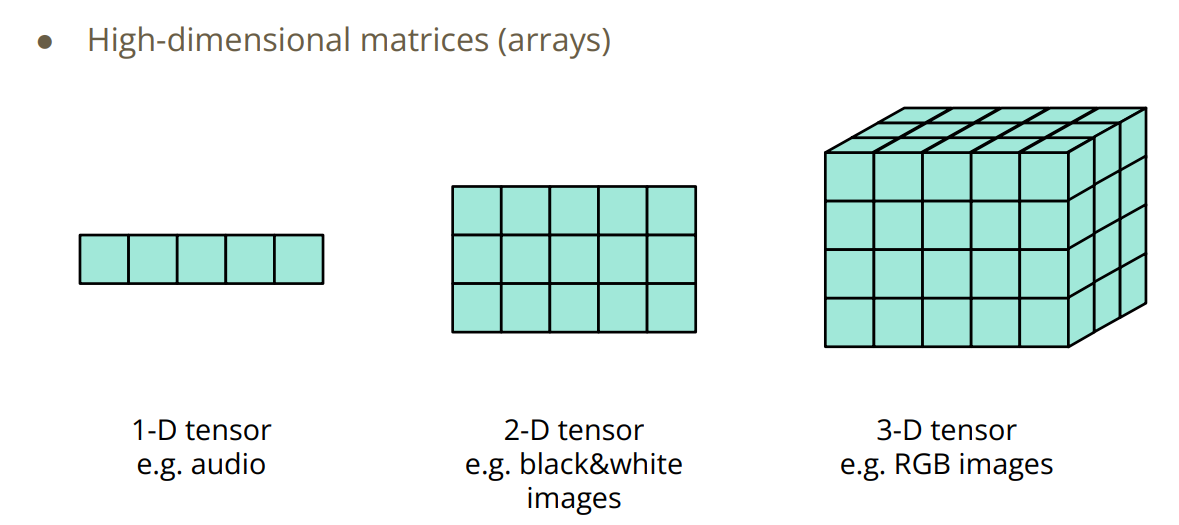 ● High-dimensional matrices (arrays)
1-D tensor
e.g. audio
2-D tensor
e.g. black&white
images
3-D tensor
e.g. RGB images